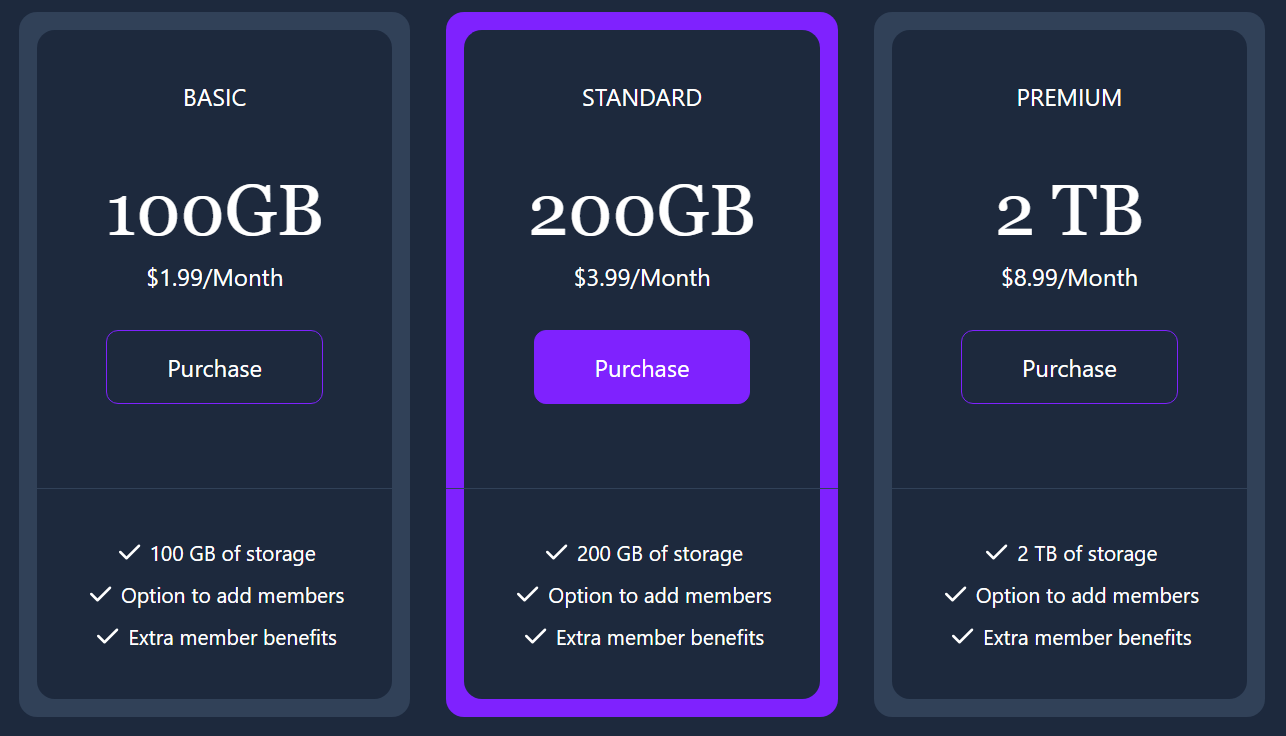 BASIC
100GB
$1.99/Month
Purchase
100 GB of storage
Option to add members
Extra member benefits
STANDARD
200GB
$3.99/Month
Purchase
200 GB of storage
Option to add members
Extra member benefits
PREMIUM
2 TB
$8.99/Month
Purchase
2 TB of storage
Option to add members
Extra member benefits